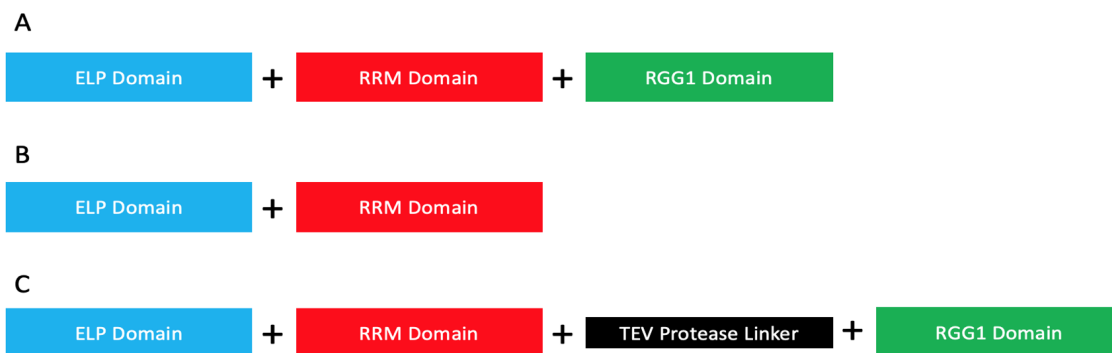 A
ELP Domain + RRM Domain + RGG1 Domain
B
ELP Domain + RRM Domain
C
ELP Domain + RRM Domain + TEV Protease Linker + RGG1 Domain